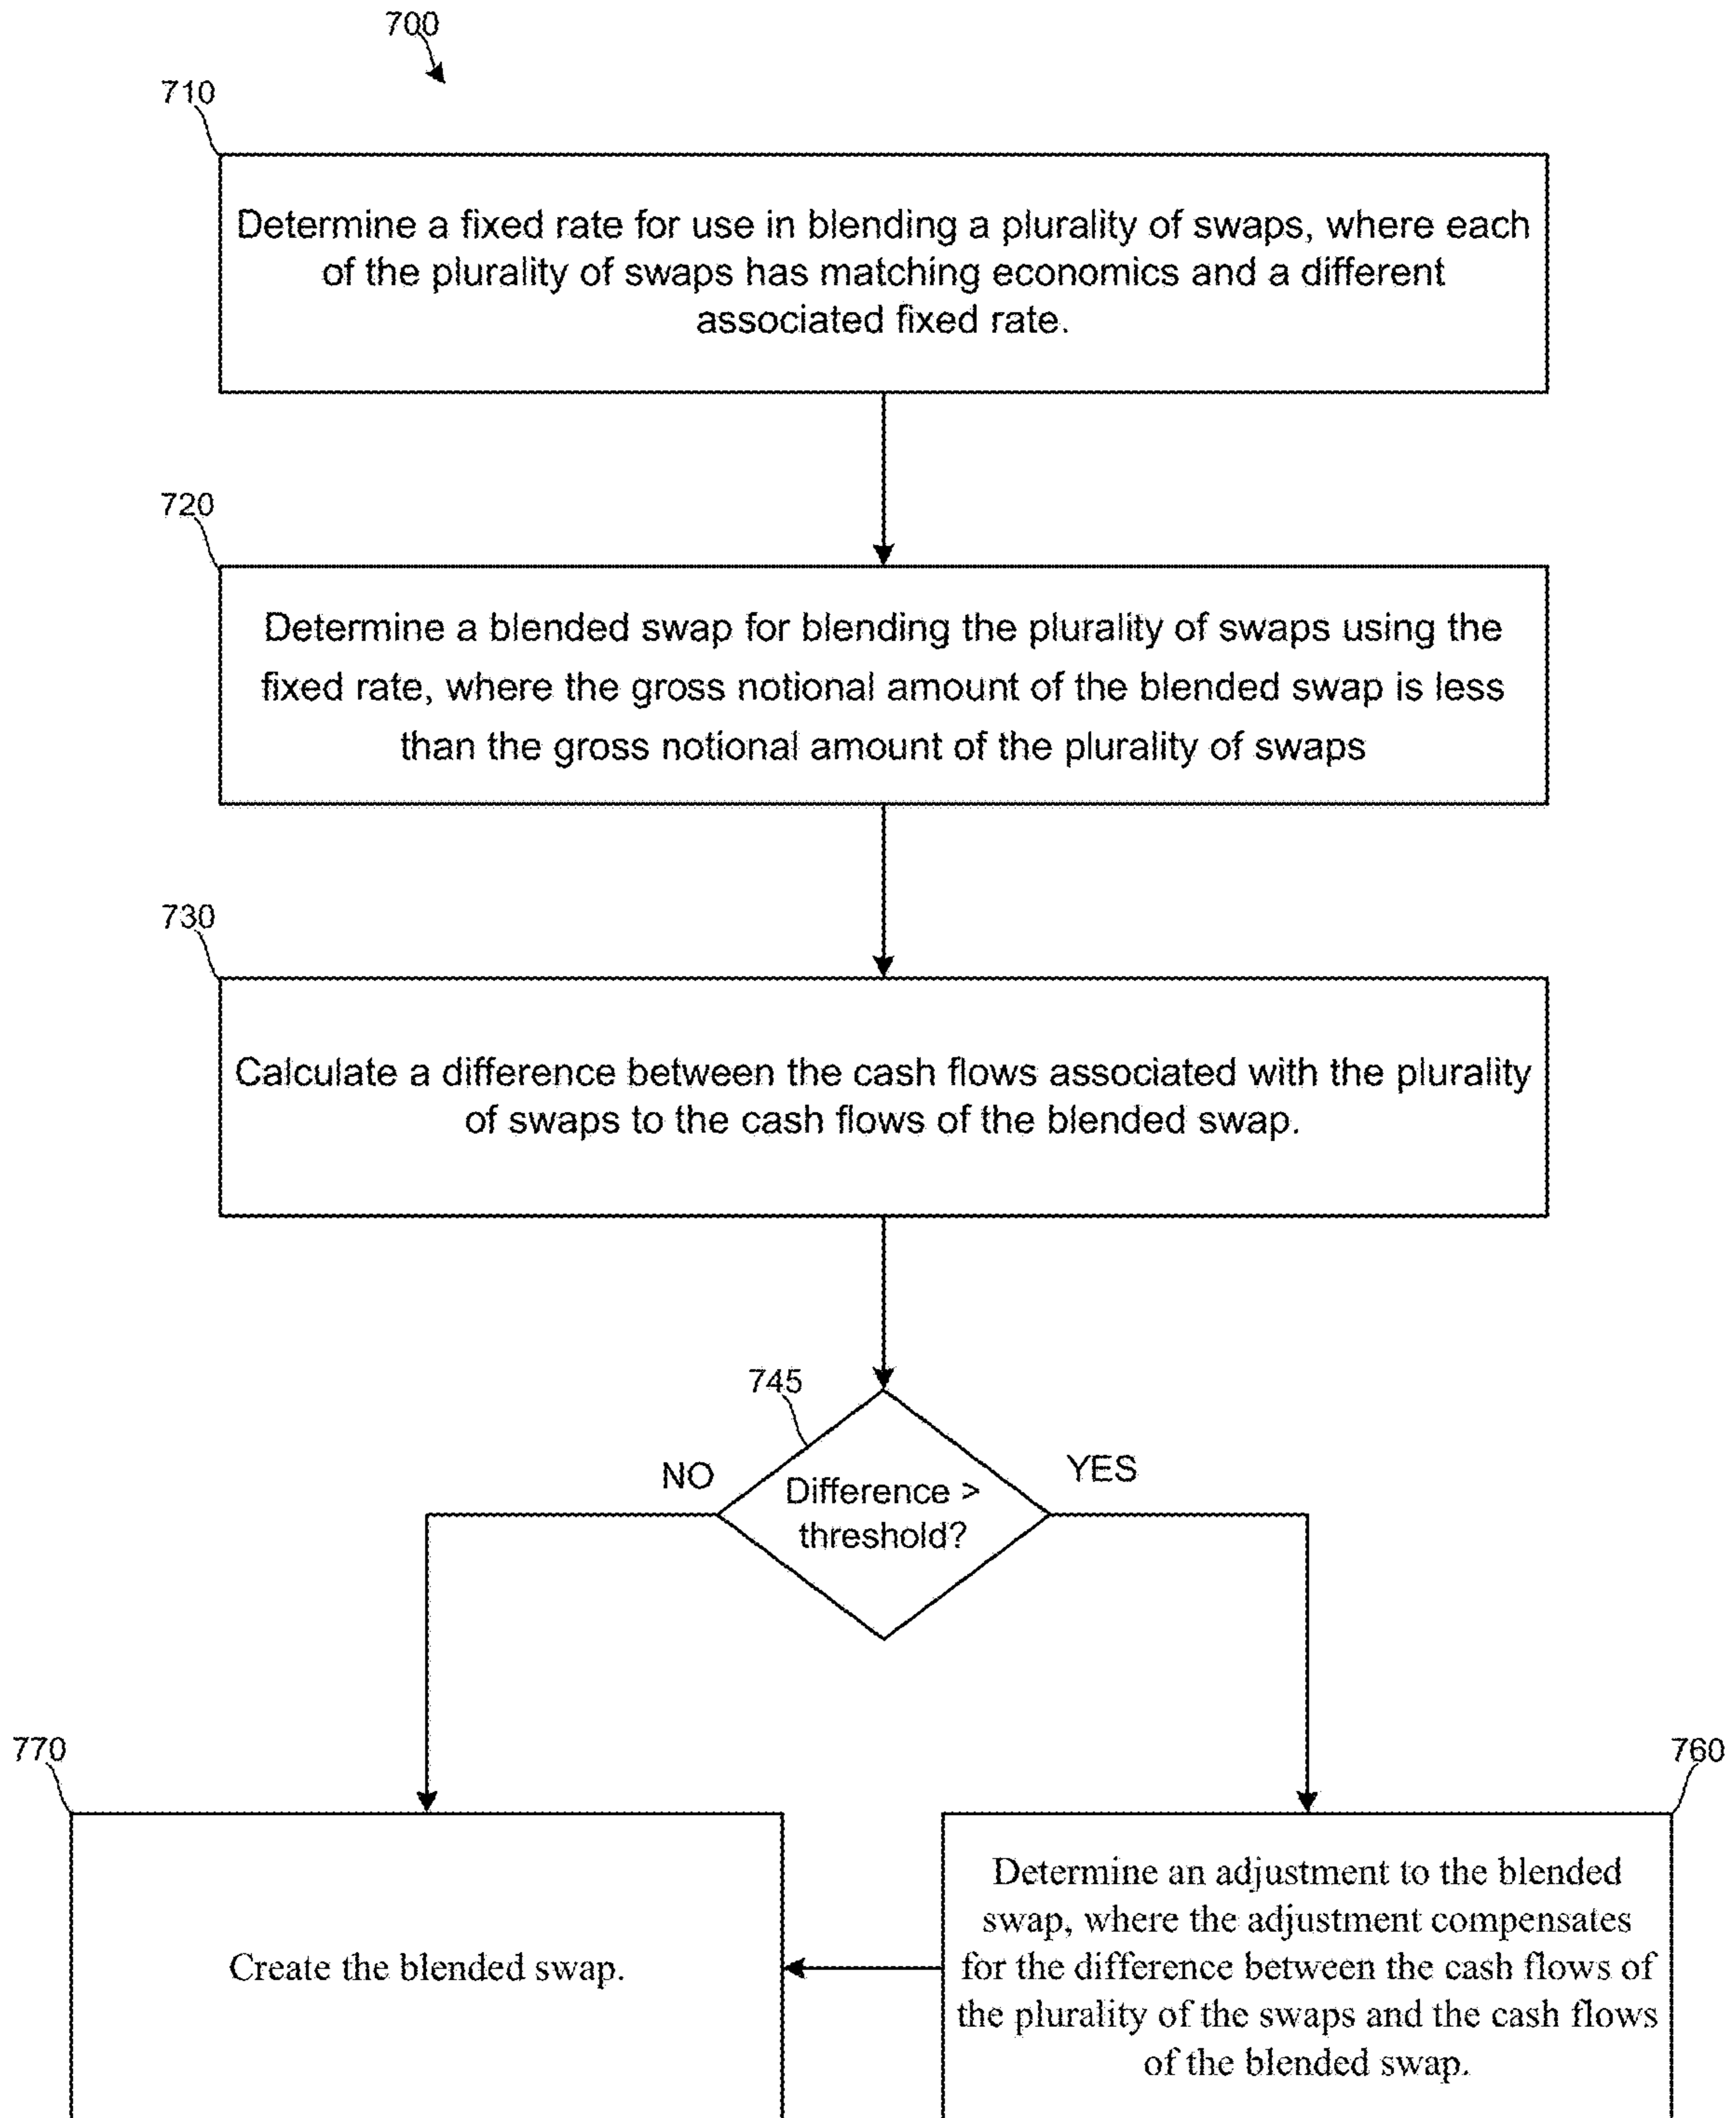 700
710
Determine a fixed rate for use in blending a plurality of swaps, where each
of the plurality of swaps has matching economics and a different
associated fixed rate.
720
Determine a blended swap for blending the plurality of swaps using the
fixed rate, where the gross notional amount of the blended swap is less
than the gross notional amount of the plurality of swaps
730
Calculate a difference between the cash flows associated with the plurality
of swaps to the cash flows of the blended swap.
745
NO
YES
Difference >
threshold?
770
760
Create the blended swap.
Determine an adjustment to the blended
swap, where the adjustment compensates
for the difference between the cash flows of
the plurality of the swaps and the cash flows
of the blended swap.